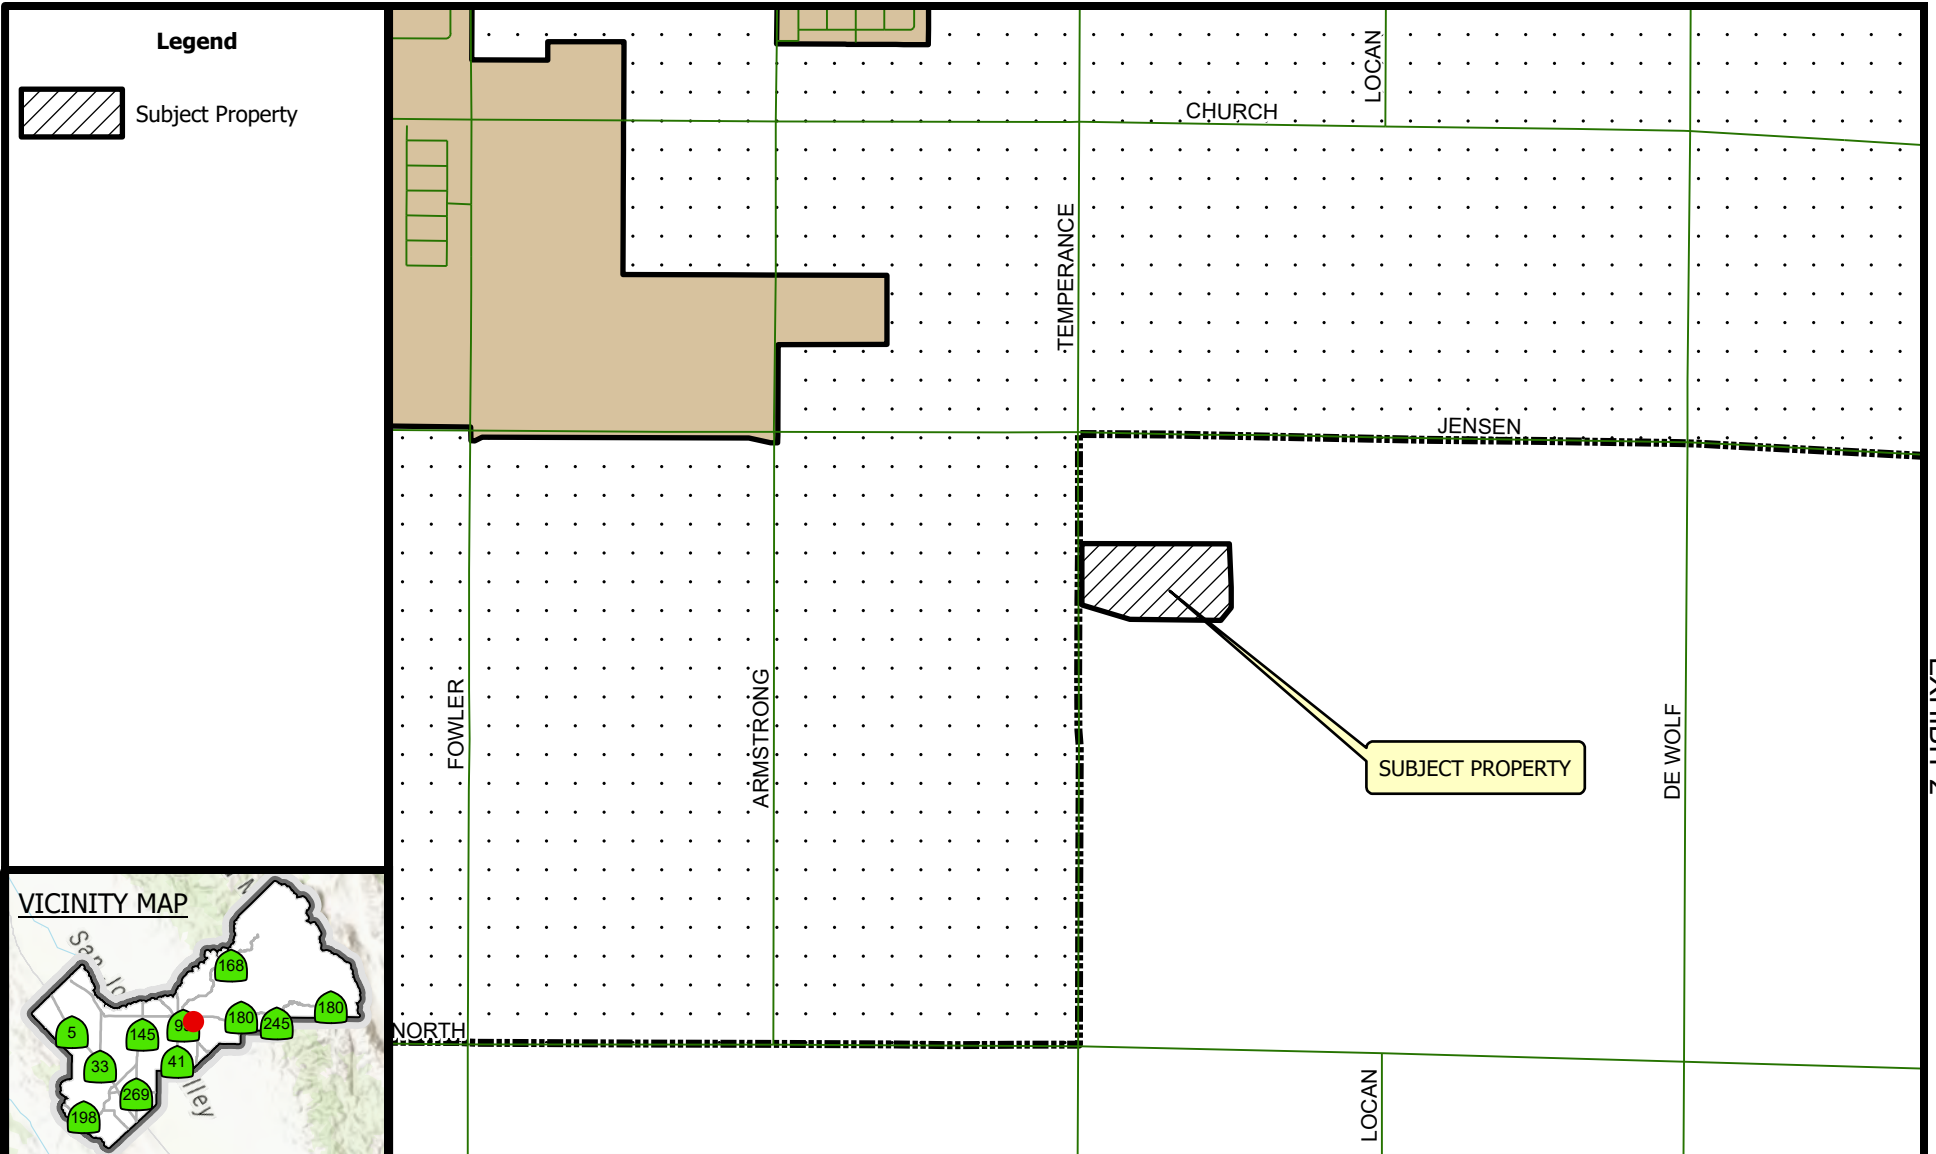 Legend
Subject Property
LOCAN
CHURCH
TEMPERANCE
JENSEN
FOWLER
ARMSTRONG
DE WOLF
SUBJECT PROPERTY
NORTH
LOCAN
VICINITY MAP
168
180
180
245
5
145
33
41
269
198
lley